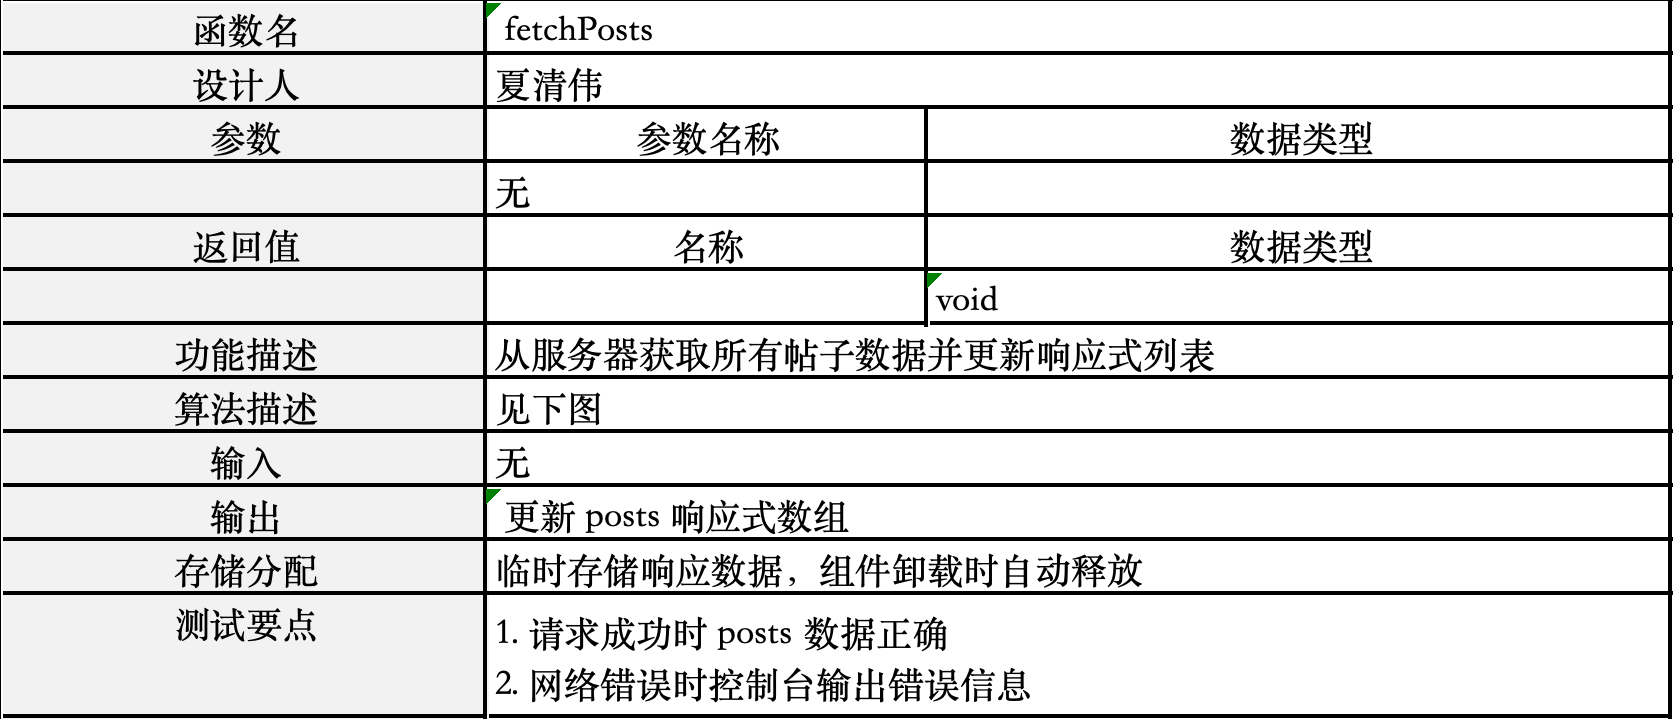 函数名 fetchPosts
设计人 夏清伟
参数 参数名称 数据类型
无
返回值 名称 数据类型
void
功能描述 从服务器获取所有帖子数据并更新响应式列表
算法描述 见下图
输入 无
输出 更新 posts 响应式数组
存储分配 临时存储响应数据，组件卸载时自动释放
测试要点 1. 请求成功时 posts 数据正确
2. 网络错误时控制台输出错误信息